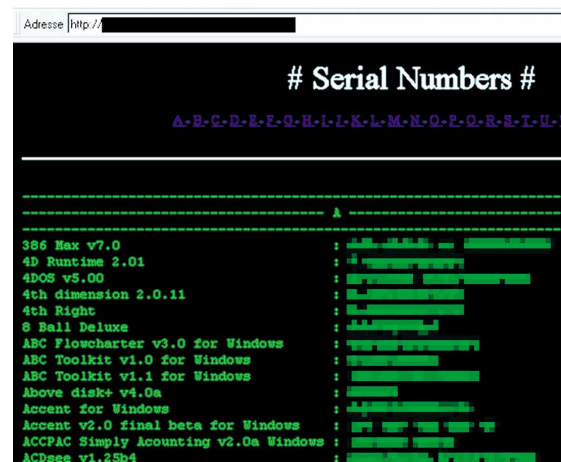 Adresse http://
# Serial Numbers #
A-B-C-D-E-F-G-H-I-J-K-L-M-N-O-P-Q-R-S-T-U-
--------------------------------------------------------------------
------------------------------------- A --------------------------
--------------------------------------------------------------------
386 Max v7.0 :
4D Runtime 2.01 :
4DOS v5.00 :
4th dimension 2.0.11 :
4th Right :
8 Ball Deluxe :
ABC Flowcharter v3.0 for Windows :
ABC Toolkit v1.0 for Windows :
ABC Toolkit v1.1 for Windows :
Above disk+ v4.0a :
Accent for Windows :
Accent v2.0 final beta for Windows :
ACCPAC Simply Acounting v2.0a Windows :
ACDsee v1.25b4 :